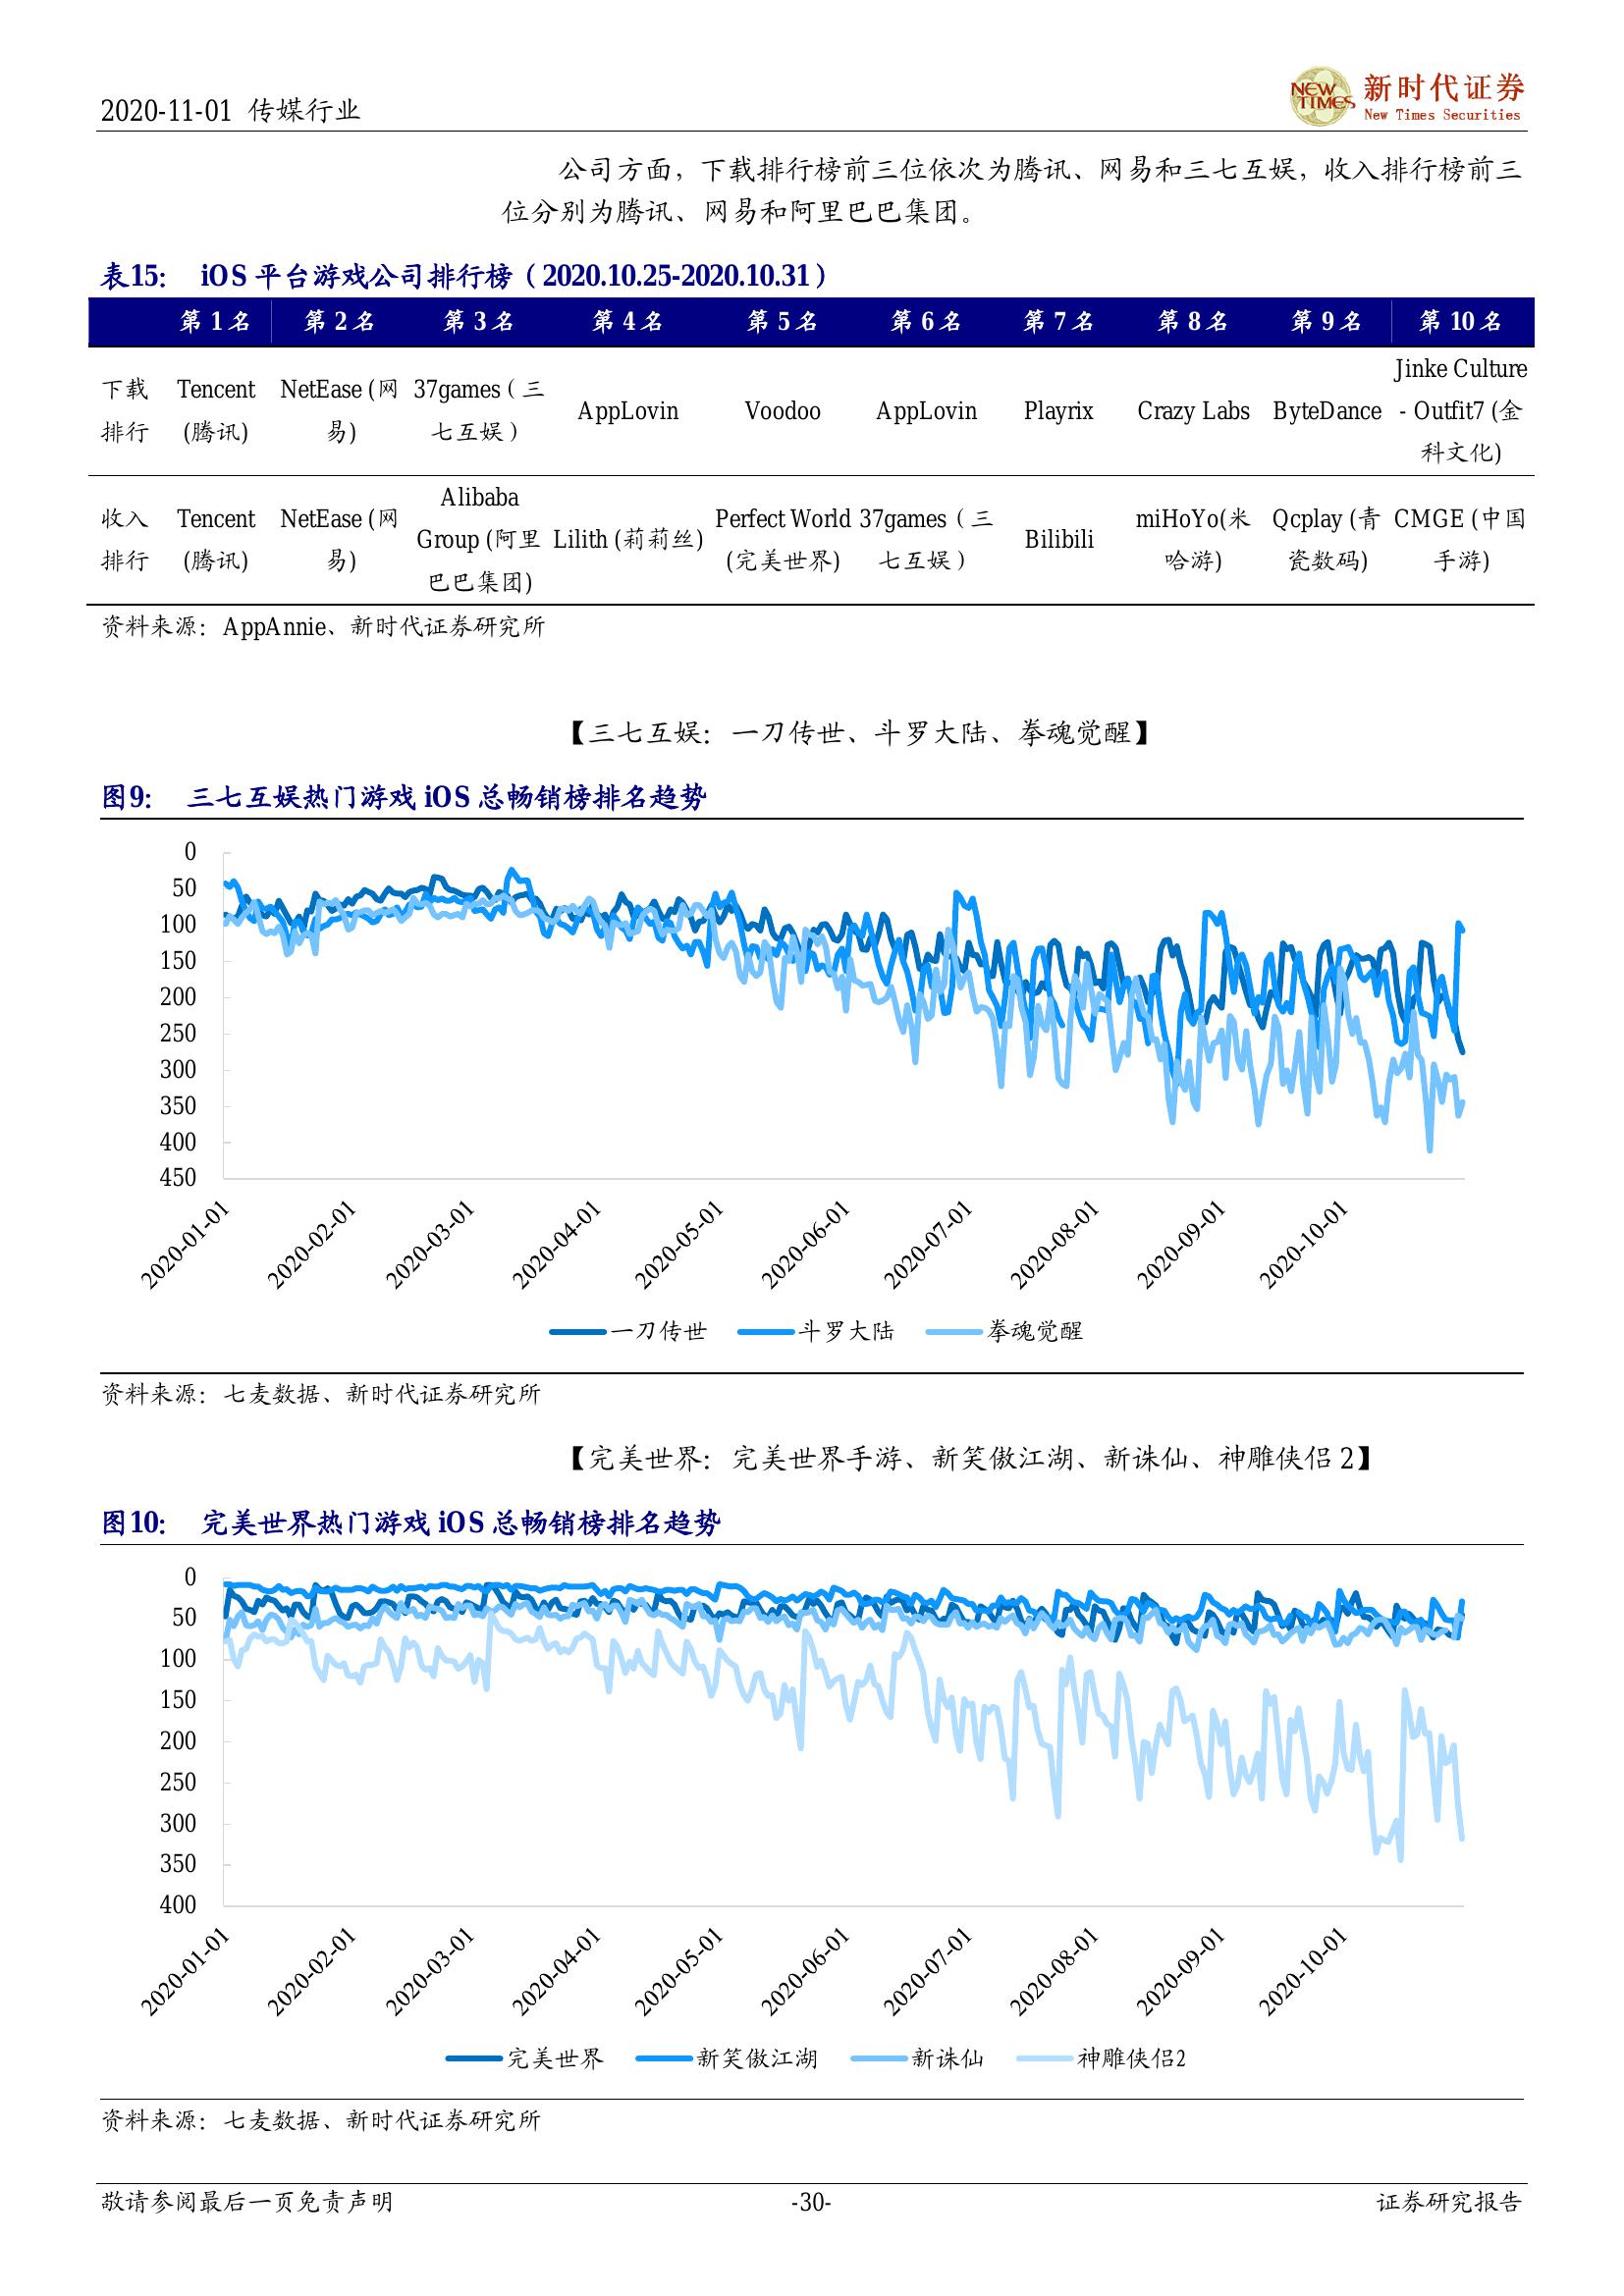 2020-11-01 传媒行业
NEW TIMES
新时代证券
New Times Securities
公司方面，下载排行榜前三位依次为腾讯、网易和三七互娱，收入排行榜前三
位分别为腾讯、网易和阿里巴巴集团。
表15： iOS 平台游戏公司排行榜（2020.10.25-2020.10.31）
第 1 名 第 2 名 第 3 名 第 4 名 第 5 名 第 6 名 第 7 名 第 8 名 第 9 名 第 10 名
下载排行 Tencent (腾讯) NetEase (网易) 37games（三七互娱） AppLovin Voodoo AppLovin Playrix Crazy Labs ByteDance Jinke Culture - Outfit7 (金科文化)
收入排行 Tencent (腾讯) NetEase (网易) Alibaba Group (阿里巴巴集团) Lilith (莉莉丝) Perfect World (完美世界) 37games（三七互娱） Bilibili miHoYo(米哈游) Qcplay (青瓷数码) CMGE (中国手游)
资料来源：AppAnnie、新时代证券研究所
【三七互娱：一刀传世、斗罗大陆、拳魂觉醒】
图9： 三七互娱热门游戏 iOS 总畅销榜排名趋势
0
50
100
150
200
250
300
350
400
450
2020-01-01 2020-02-01 2020-03-01 2020-04-01 2020-05-01 2020-06-01 2020-07-01 2020-08-01 2020-09-01 2020-10-01
一刀传世 斗罗大陆 拳魂觉醒
资料来源：七麦数据、新时代证券研究所
【完美世界：完美世界手游、新笑傲江湖、新诛仙、神雕侠侣 2】
图10： 完美世界热门游戏 iOS 总畅销榜排名趋势
0
50
100
150
200
250
300
350
400
2020-01-01 2020-02-01 2020-03-01 2020-04-01 2020-05-01 2020-06-01 2020-07-01 2020-08-01 2020-09-01 2020-10-01
完美世界 新笑傲江湖 新诛仙 神雕侠侣2
资料来源：七麦数据、新时代证券研究所
敬请参阅最后一页免责声明 -30- 证券研究报告